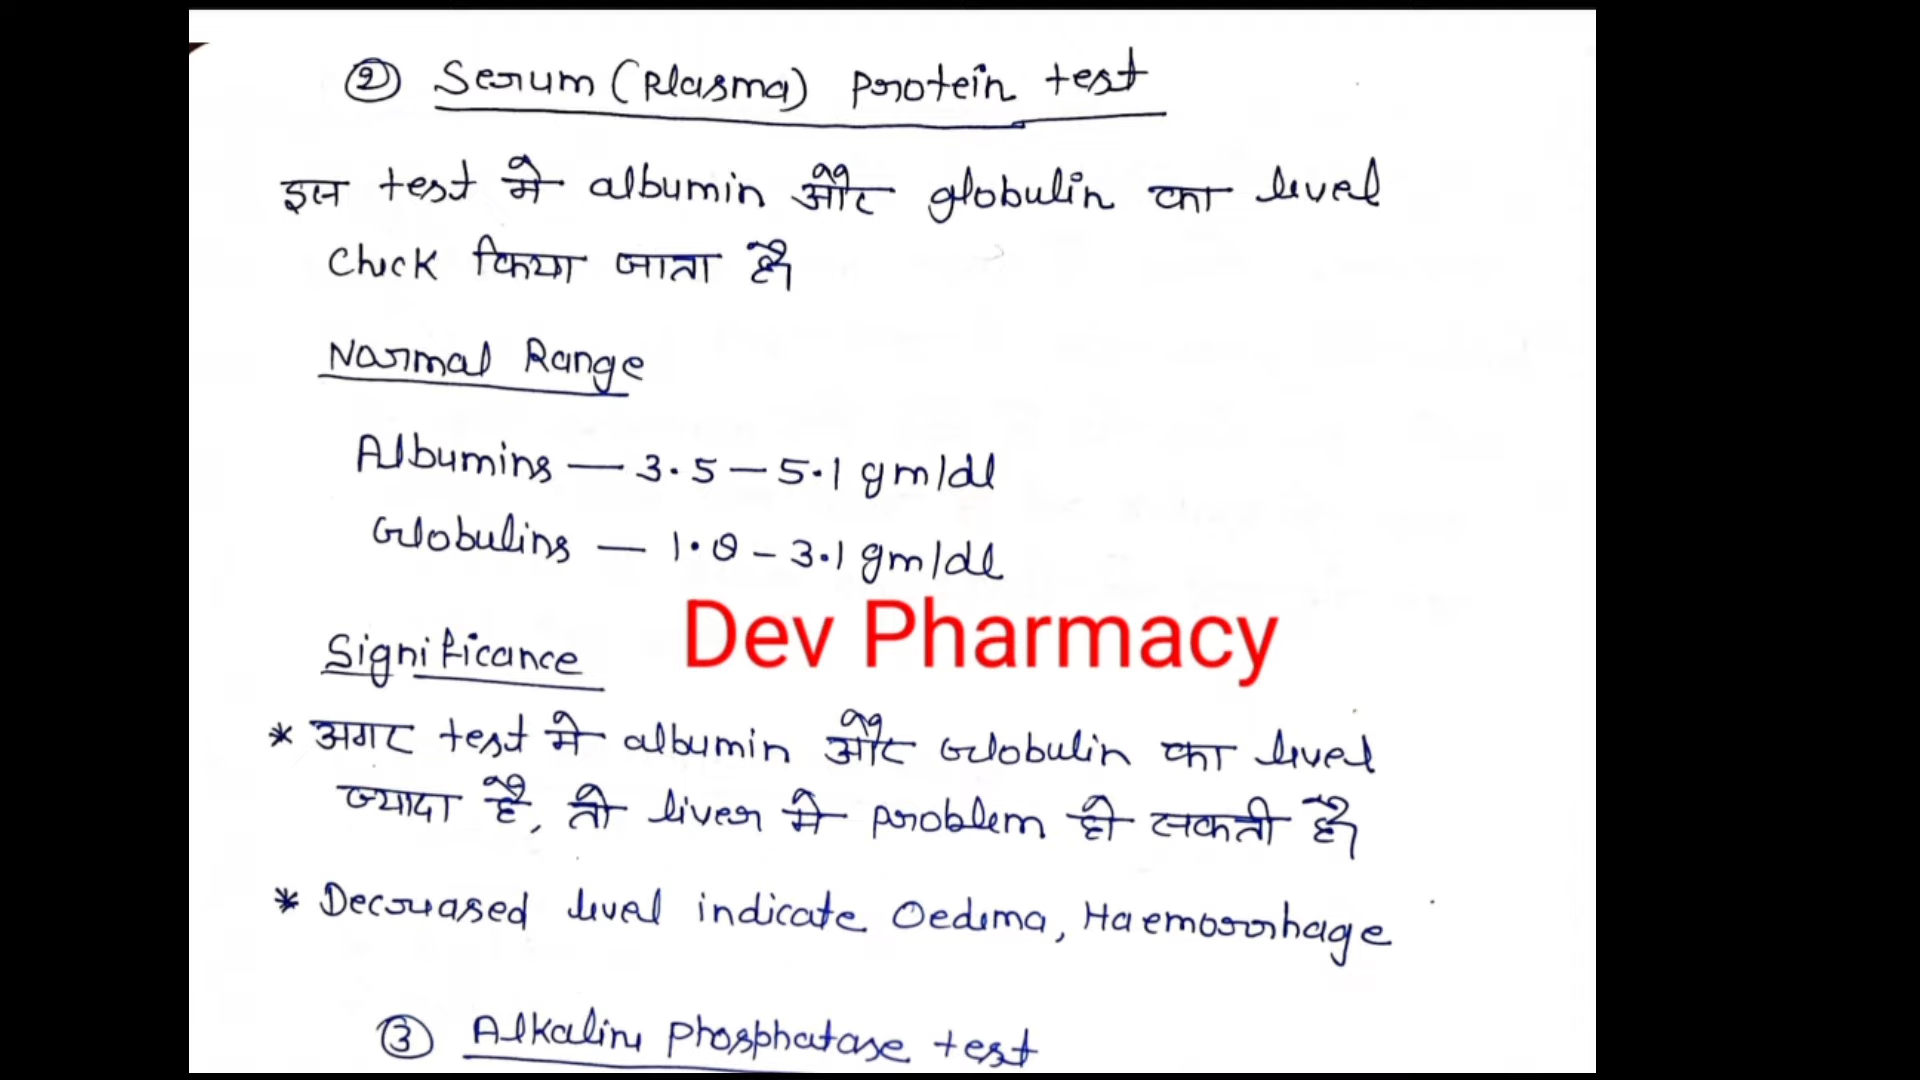 ② Serum (Plasma) Protein test
इस test मे albumin और globulin का level
Check किया जाता है।
Normal Range
Albumins — 3.5 – 5.1 gm/dl
Globulins — 1.0 – 3.1 gm/dl
Dev Pharmacy
Significance
* अगर test मे albumin और Globulin का level
ज्यादा है, तो liver मे problem हो सकती है।
* Decreased level indicate Oedema, Haemorrhage
③ Alkaline Phosphatase test